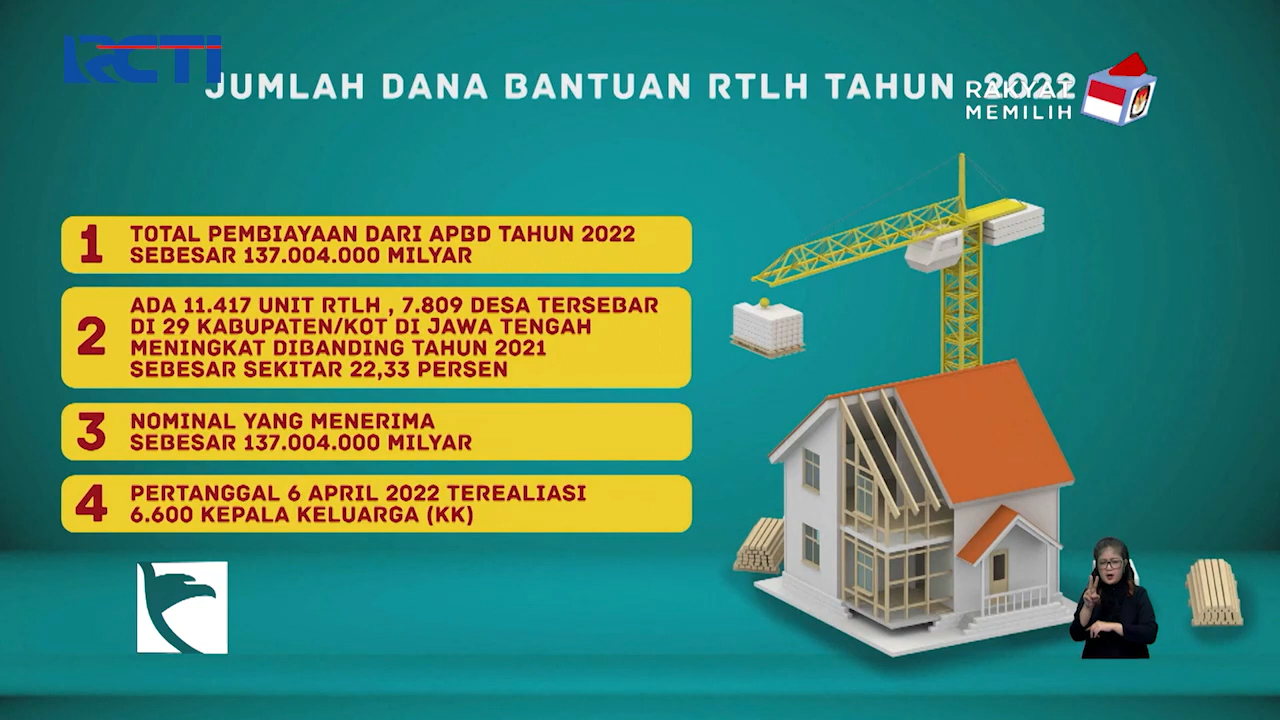 RCTI
JUMLAH DANA BANTUAN RTLH TAHUN 2022
RAKYAT
MEMILIH
1
TOTAL PEMBIAYAAN DARI APBD TAHUN 2022
SEBESAR 137.004.000 MILYAR
2
ADA 11.417 UNIT RTLH , 7.809 DESA TERSEBAR
DI 29 KABUPATEN/KOT DI JAWA TENGAH
MENINGKAT DIBANDING TAHUN 2021
SEBESAR SEKITAR 22,33 PERSEN
3
NOMINAL YANG MENERIMA
SEBESAR 137.004.000 MILYAR
4
PERTANGGAL 6 APRIL 2022 TEREALIASI
6.600 KEPALA KELUARGA (KK)